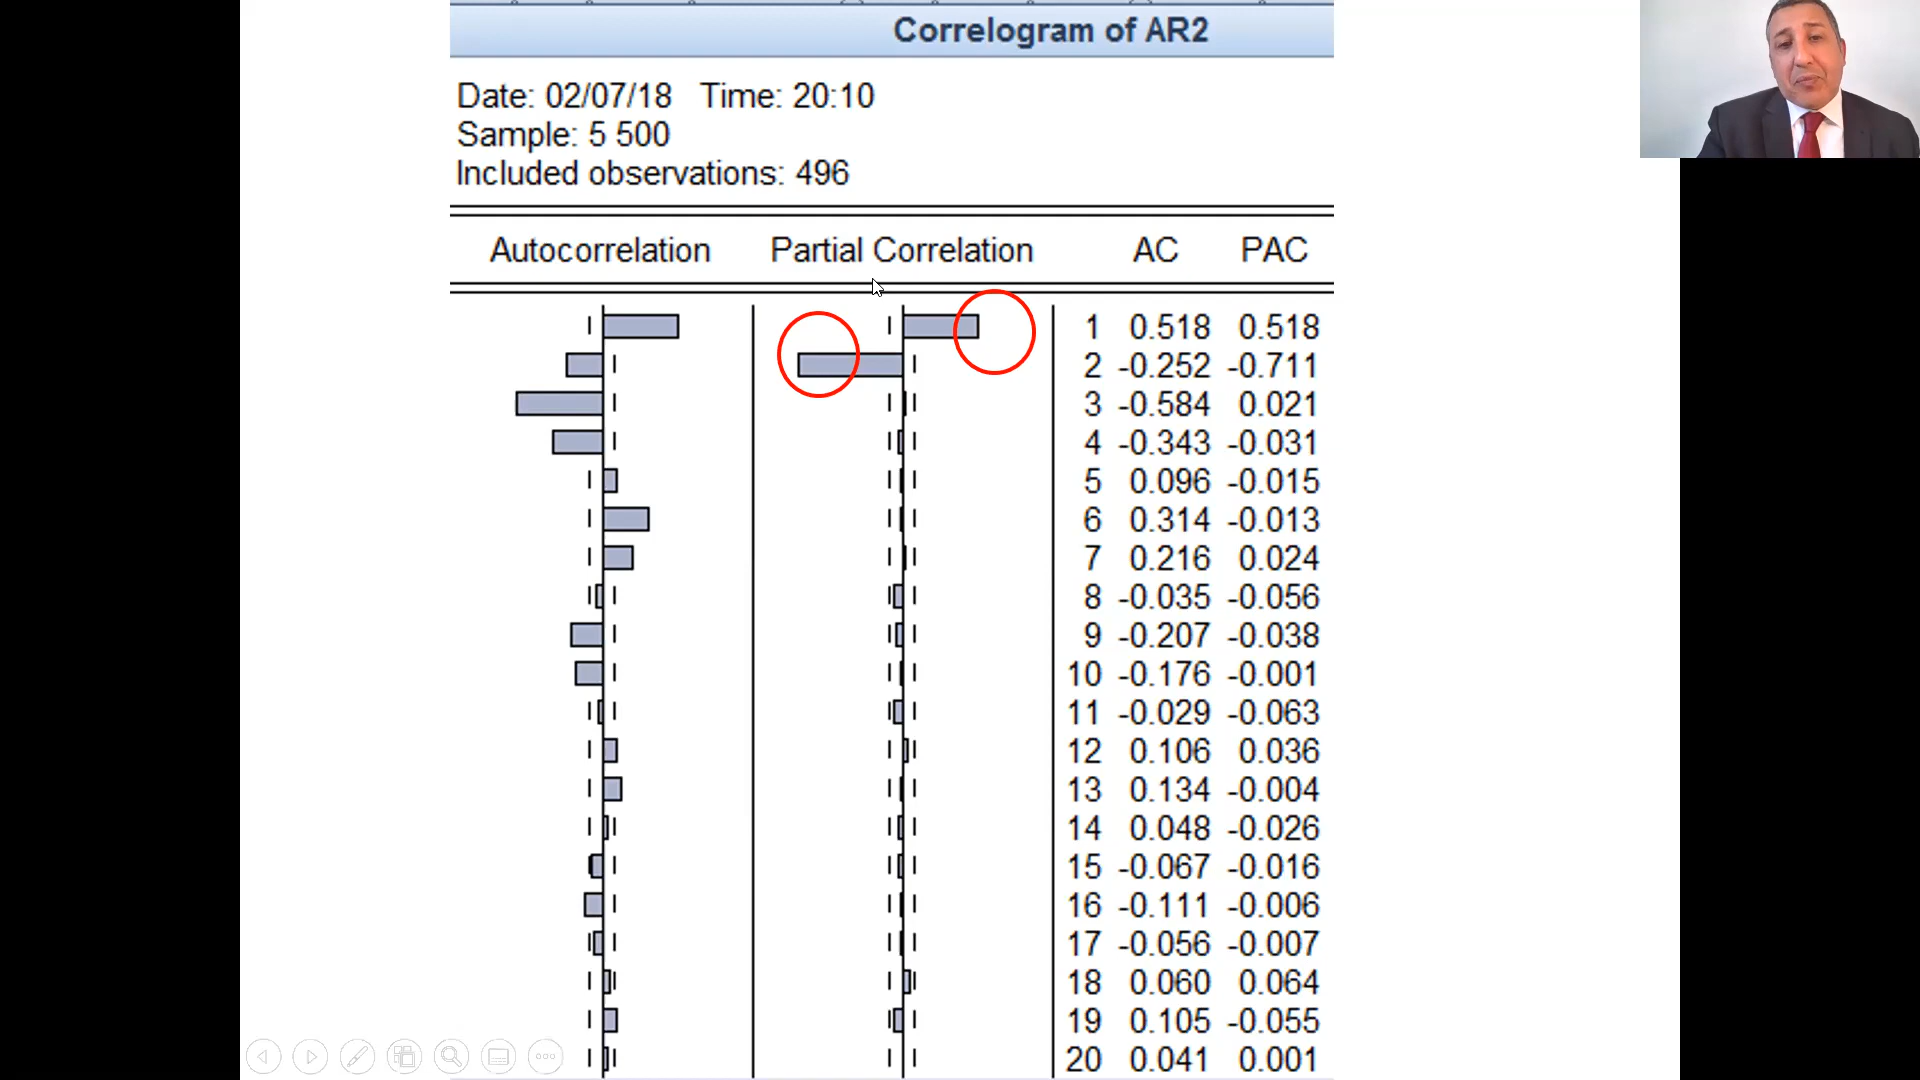 Correlogram of AR2
Date: 02/07/18 Time: 20:10
Sample: 5 500
Included observations: 496
Autocorrelation Partial Correlation AC PAC
1 0.518 0.518
2 -0.252 -0.711
3 -0.584 0.021
4 -0.343 -0.031
5 0.096 -0.015
6 0.314 -0.013
7 0.216 0.024
8 -0.035 -0.056
9 -0.207 -0.038
10 -0.176 -0.001
11 -0.029 -0.063
12 0.106 0.036
13 0.134 -0.004
14 0.048 -0.026
15 -0.067 -0.016
16 -0.111 -0.006
17 -0.056 -0.007
18 0.060 0.064
19 0.105 -0.055
20 0.041 0.001